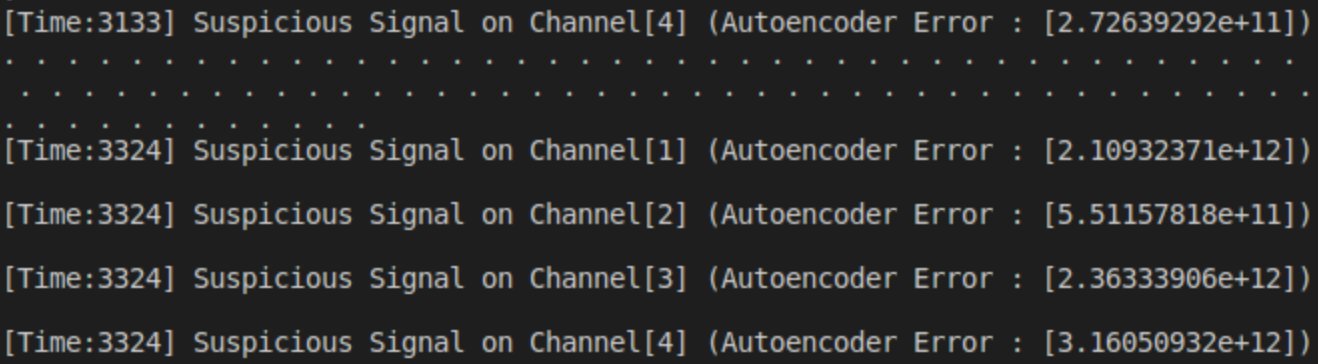 [Time:3133] Suspicious Signal on Channel[4] (Autoencoder Error : [2.72639292e+11])
. . . . . . . . . . . . . . . . . . . . . . . . . . . . . . . . . . . . . . . . .
. . . . . . . . . . . . . . . . . . . . . . . . . . . . . . . . . . . . . . . . .
. . . . . . . . . . . .
[Time:3324] Suspicious Signal on Channel[1] (Autoencoder Error : [2.10932371e+12])
[Time:3324] Suspicious Signal on Channel[2] (Autoencoder Error : [5.51157818e+11])
[Time:3324] Suspicious Signal on Channel[3] (Autoencoder Error : [2.36333906e+12])
[Time:3324] Suspicious Signal on Channel[4] (Autoencoder Error : [3.16050932e+12])